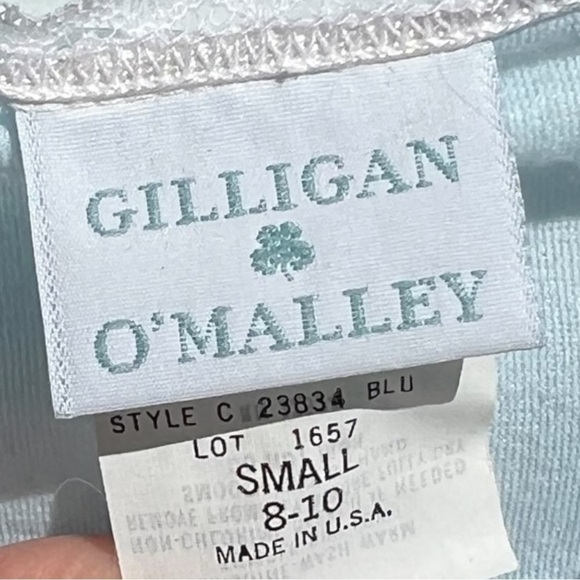 GILLIGAN
O'MALLEY
STYLE C 23834 BLU
LOT 1657
SMALL
8-10
MADE IN U.S.A.